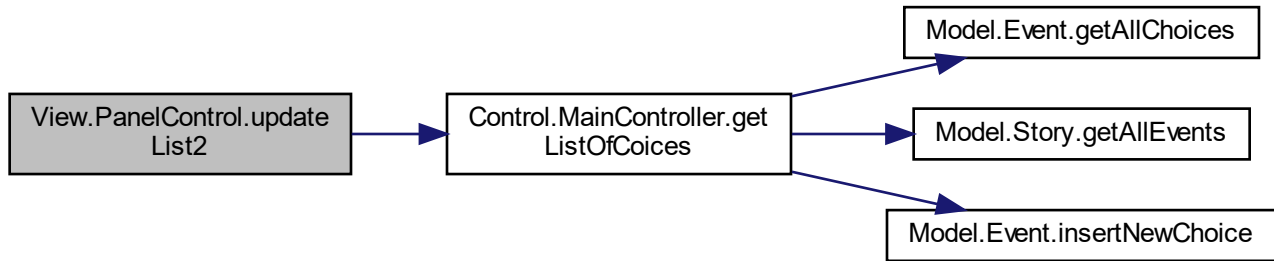 View.PanelControl.update
List2
Control.MainController.get
ListOfCoices
Model.Event.getAllChoices
Model.Story.getAllEvents
Model.Event.insertNewChoice